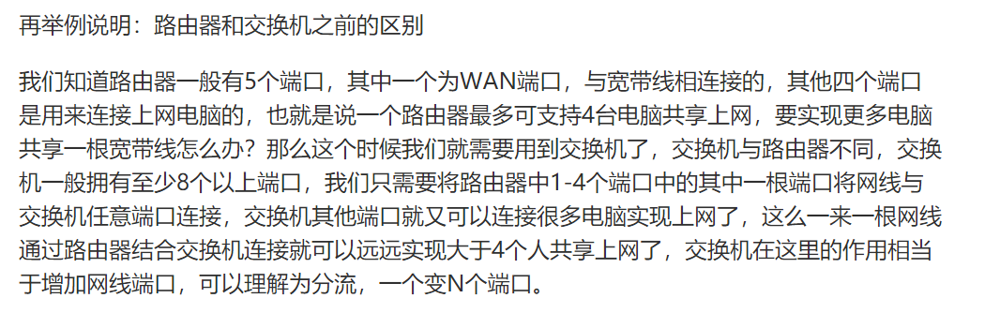 再举例说明：路由器和交换机之前的区别
我们知道路由器一般有5个端口，其中一个为WAN端口，与宽带线相连接的，其他四个端口
是用来连接上网电脑的，也就是说一个路由器最多可支持4台电脑共享上网，要实现更多电脑
共享一根宽带线怎么办？那么这个时候我们就需要用到交换机了，交换机与路由器不同，交换
机一般拥有至少8个以上端口，我们只需要将路由器中1-4个端口中的其中一根端口将网线与
交换机任意端口连接，交换机其他端口就又可以连接很多电脑实现上网了，这么一来一根网线
通过路由器结合交换机连接就可以远远实现大于4个人共享上网了，交换机在这里的作用相当
于增加网线端口，可以理解为分流，一个变N个端口。